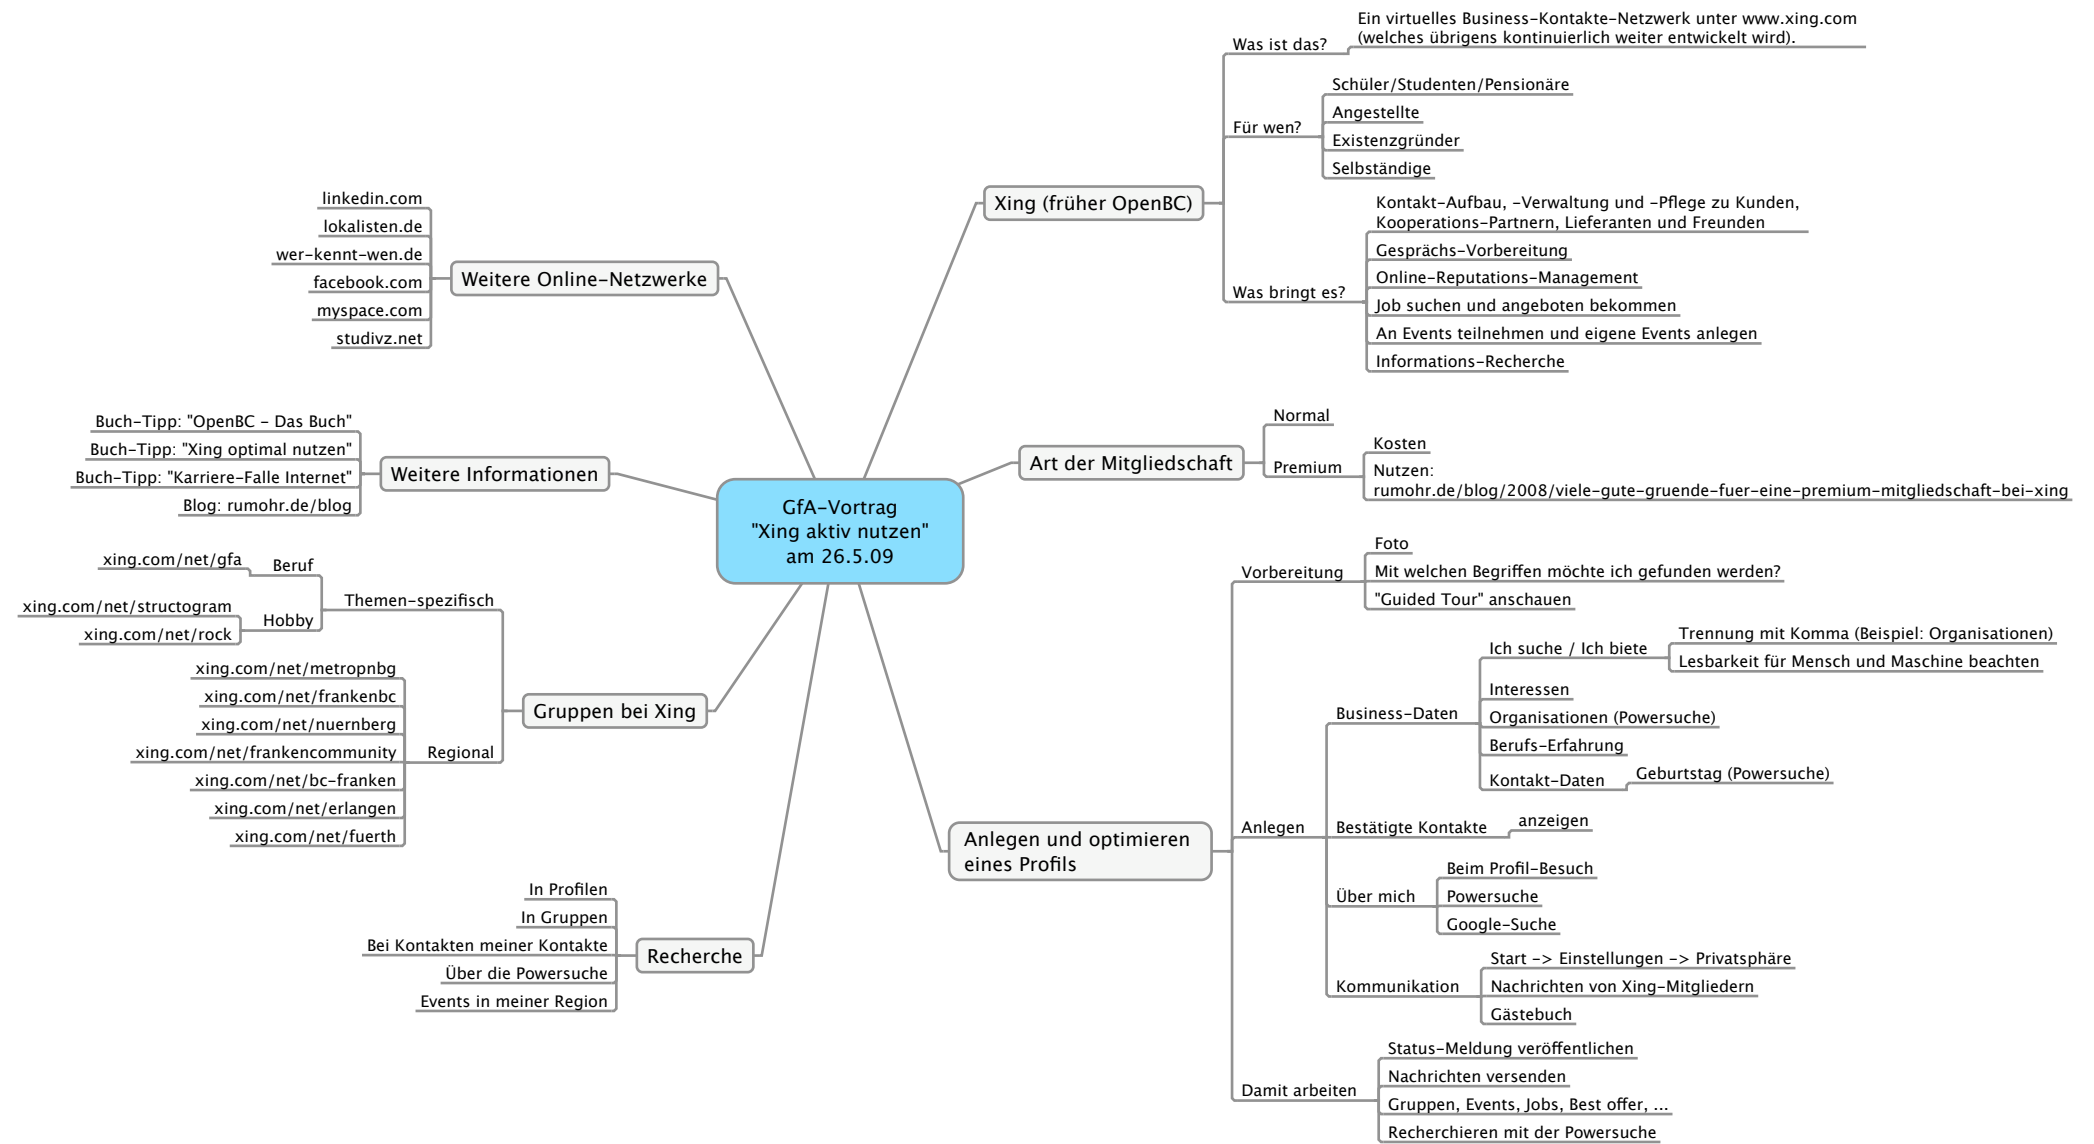 GfA-Vortrag
"Xing aktiv nutzen"
am 26.5.09
Xing (früher OpenBC)
Was ist das?
Ein virtuelles Business-Kontakte-Netzwerk unter www.xing.com
(welches übrigens kontinuierlich weiter entwickelt wird).
Für wen?
Schüler/Studenten/Pensionäre
Angestellte
Existenzgründer
Selbständige
Was bringt es?
Kontakt-Aufbau, -Verwaltung und -Pflege zu Kunden,
Kooperations-Partnern, Lieferanten und Freunden
Gesprächs-Vorbereitung
Online-Reputations-Management
Job suchen und angeboten bekommen
An Events teilnehmen und eigene Events anlegen
Informations-Recherche
Art der Mitgliedschaft
Normal
Premium
Kosten
Nutzen:
rumohr.de/blog/2008/viele-gute-gruende-fuer-eine-premium-mitgliedschaft-bei-xing
Anlegen und optimieren
eines Profils
Vorbereitung
Foto
Mit welchen Begriffen möchte ich gefunden werden?
"Guided Tour" anschauen
Anlegen
Business-Daten
Ich suche / Ich biete
Trennung mit Komma (Beispiel: Organisationen)
Lesbarkeit für Mensch und Maschine beachten
Interessen
Organisationen (Powersuche)
Berufs-Erfahrung
Kontakt-Daten
Geburtstag (Powersuche)
Bestätigte Kontakte
anzeigen
Über mich
Beim Profil-Besuch
Powersuche
Google-Suche
Kommunikation
Start -> Einstellungen -> Privatsphäre
Nachrichten von Xing-Mitgliedern
Gästebuch
Damit arbeiten
Status-Meldung veröffentlichen
Nachrichten versenden
Gruppen, Events, Jobs, Best offer, ...
Recherchieren mit der Powersuche
Weitere Online-Netzwerke
linkedin.com
lokalisten.de
wer-kennt-wen.de
facebook.com
myspace.com
studivz.net
Weitere Informationen
Buch-Tipp: "OpenBC - Das Buch"
Buch-Tipp: "Xing optimal nutzen"
Buch-Tipp: "Karriere-Falle Internet"
Blog: rumohr.de/blog
Gruppen bei Xing
Themen-spezifisch
Beruf
xing.com/net/gfa
Hobby
xing.com/net/structogram
xing.com/net/rock
Regional
xing.com/net/metropnbg
xing.com/net/frankenbc
xing.com/net/nuernberg
xing.com/net/frankencommunity
xing.com/net/bc-franken
xing.com/net/erlangen
xing.com/net/fuerth
Recherche
In Profilen
In Gruppen
Bei Kontakten meiner Kontakte
Über die Powersuche
Events in meiner Region